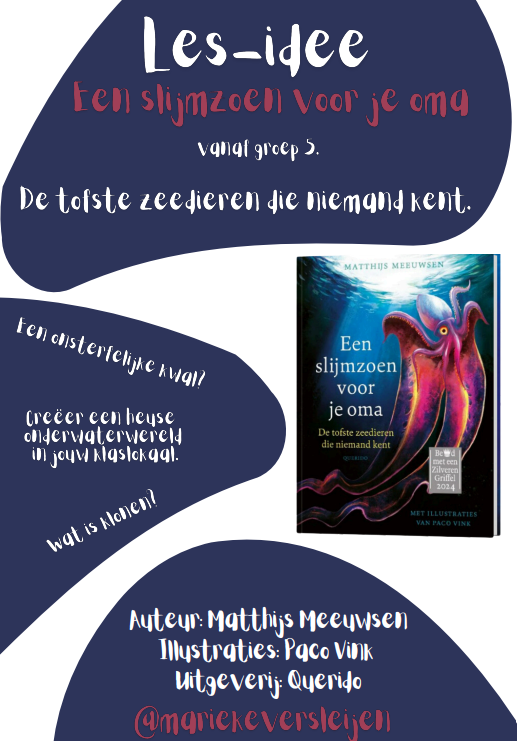 Les-idee
Een slijmzoen voor je oma
vanaf groep 5.
De tofste zeedieren die niemand kent.
MATTHIJS MEEUWSEN
Een
slijmzoen
voor
je oma
De tofste zeedieren
die niemand kent
QUERIDO
Bekroond
met een
Zilveren
Griffel
2024
MET ILLUSTRATIES
VAN PACO VINK
Een onsterfelijke kwal?
Creëer een heuse
onderwaterwereld
in jouw klaslokaal.
Wat is klonen?
Auteur: Matthijs Meeuwsen
Illustraties: Paco Vink
Uitgeverij: Querido
@mariekeversleijen